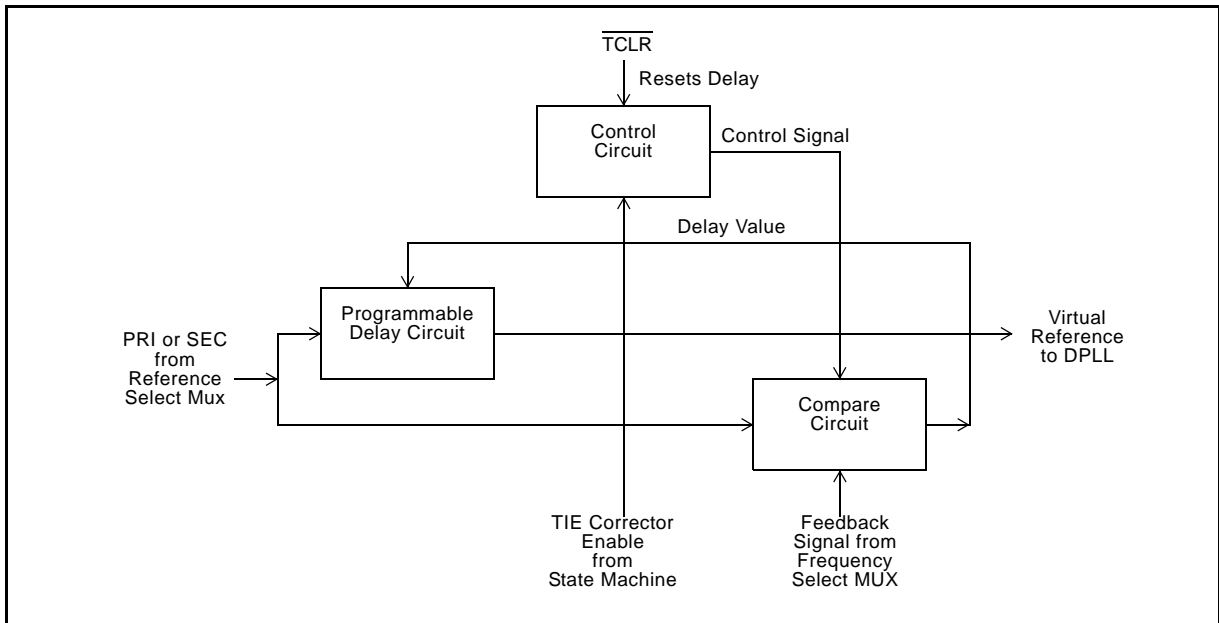 TCLR
Resets Delay
Control
Circuit
Control Signal
Delay Value
Programmable
Delay Circuit
PRI or SEC
from
Reference
Select Mux
Virtual
Reference
to DPLL
Compare
Circuit
TIE Corrector
Enable
from
State Machine
Feedback
Signal from
Frequency
Select MUX